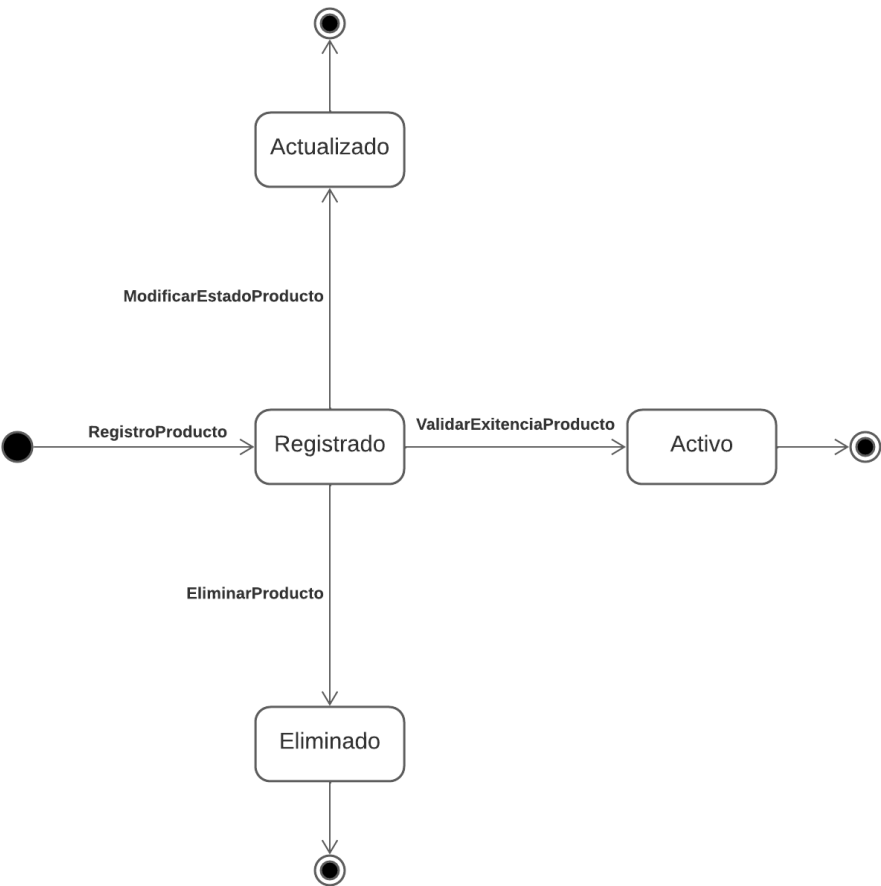 Actualizado
ModificarEstadoProducto
RegistroProducto
Registrado
ValidarExitenciaProducto
Activo
EliminarProducto
Eliminado